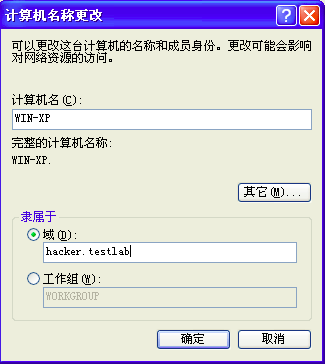 计算机名称更改
可以更改这台计算机的名称和成员身份。更改可能会影响
对网络资源的访问。
计算机名(C):
WIN-XP
完整的计算机名称:
WIN-XP.
其它(M)...
隶属于
域(D):
hacker.testlab
工作组(W):
WORKGROUP
确定
取消